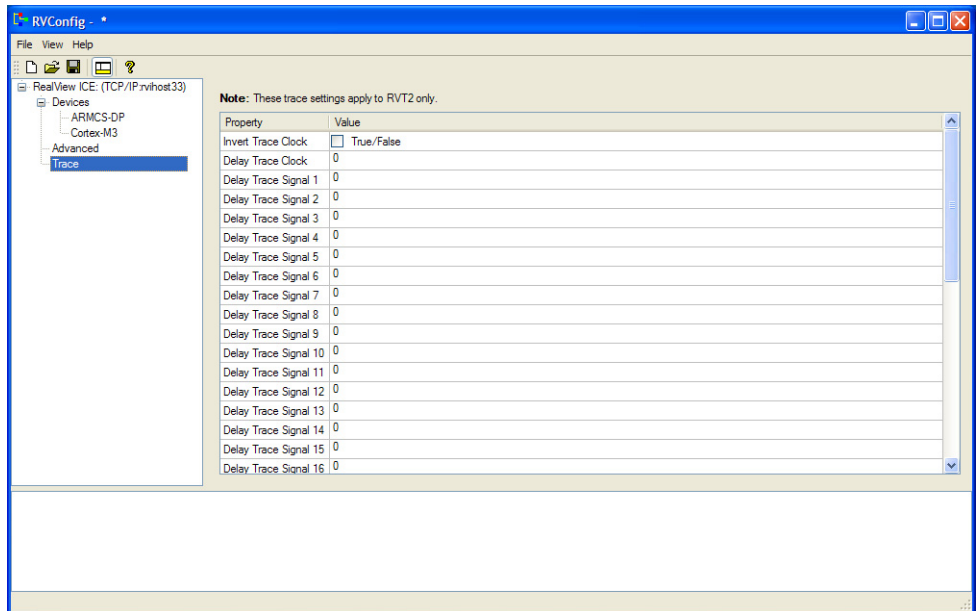 RVConfig - *
File View Help
RealView ICE: (TCP/IP:rvihost33)
Devices
ARMCS-DP
Cortex-M3
Advanced
Trace
Note: These trace settings apply to RVT2 only.
Property Value
Invert Trace Clock True/False
Delay Trace Clock 0
Delay Trace Signal 1 0
Delay Trace Signal 2 0
Delay Trace Signal 3 0
Delay Trace Signal 4 0
Delay Trace Signal 5 0
Delay Trace Signal 6 0
Delay Trace Signal 7 0
Delay Trace Signal 8 0
Delay Trace Signal 9 0
Delay Trace Signal 10 0
Delay Trace Signal 11 0
Delay Trace Signal 12 0
Delay Trace Signal 13 0
Delay Trace Signal 14 0
Delay Trace Signal 15 0
Delay Trace Signal 16 0